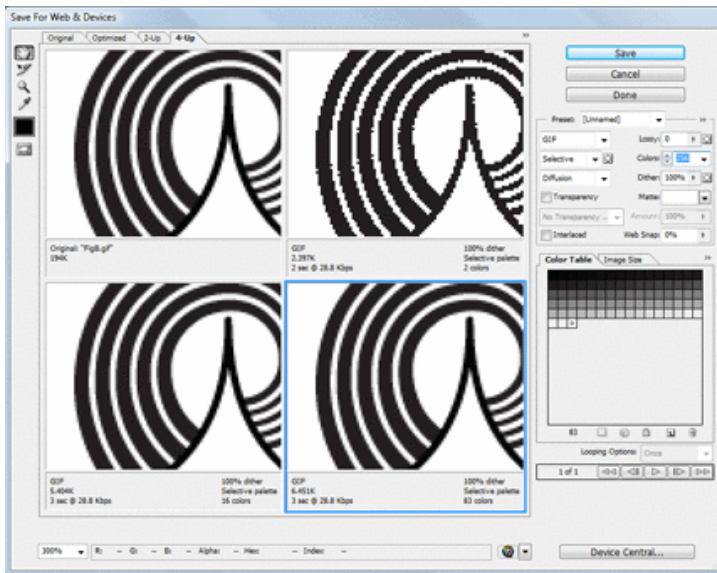 Save For Web & Devices
Original Optimized 2-Up 4-Up
Save
Cancel
Done
Preset: [Unnamed]
GIF Lossy: 0
Selective Colors: 256
Diffusion Dither: 100%
Transparency Matte:
No Transparency ... Amount: 100%
Interlaced Web Snap: 0%
Original: "Fig8.gif"
194K
GIF 100% dither
2.397K Selective palette
2 sec @ 28.8 Kbps 2 colors
Color Table Image Size
83
Looping Options: Once
1 of 1
GIF 100% dither
5.404K Selective palette
3 sec @ 28.8 Kbps 16 colors
GIF 100% dither
6.451K Selective palette
3 sec @ 28.8 Kbps 83 colors
300% R: -- G: -- B: -- Alpha: -- Hex: -- Index: --
Device Central...